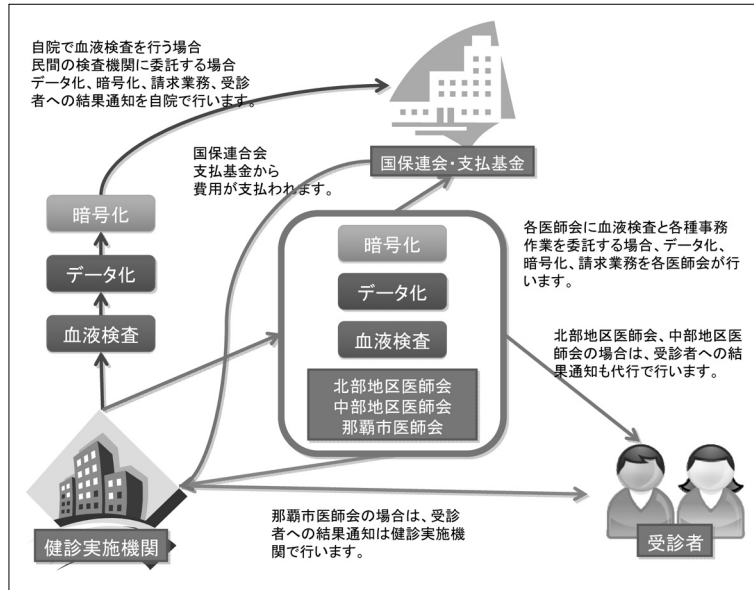 自院で血液検査を行う場合
民間の検査機関に委託する場合
データ化、暗号化、請求業務、受診
者への結果通知を自院で行います。
国保連会・支払基金
国保連合会
支払基金から
費用が支払われます。
暗号化
データ化
血液検査
暗号化
データ化
血液検査
北部地区医師会
中部地区医師会
那覇市医師会
各医師会に血液検査と各種事務
作業を委託する場合、データ化、
暗号化、請求業務を各医師会が行
います。
北部地区医師会、中部地区医
師会の場合は、受診者への結
果通知も代行で行います。
健診実施機関
那覇市医師会の場合は、受診
者への結果通知は健診実施機
関で行います。
受診者